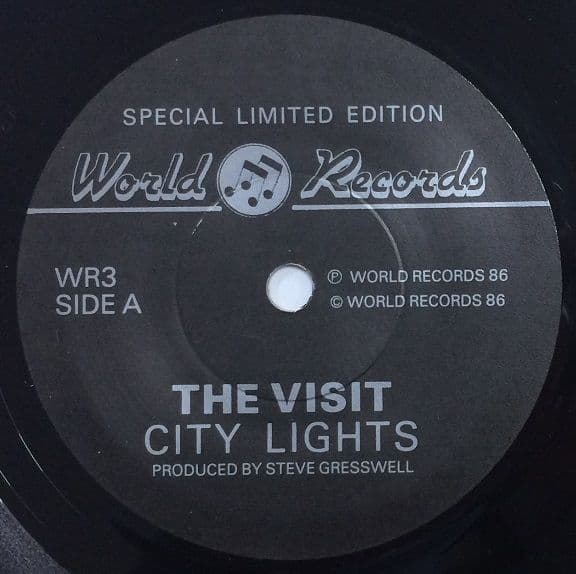 SPECIAL LIMITED EDITION
World Records
WR3
SIDE A
℗ WORLD RECORDS 86
© WORLD RECORDS 86
THE VISIT
CITY LIGHTS
PRODUCED BY STEVE GRESSWELL